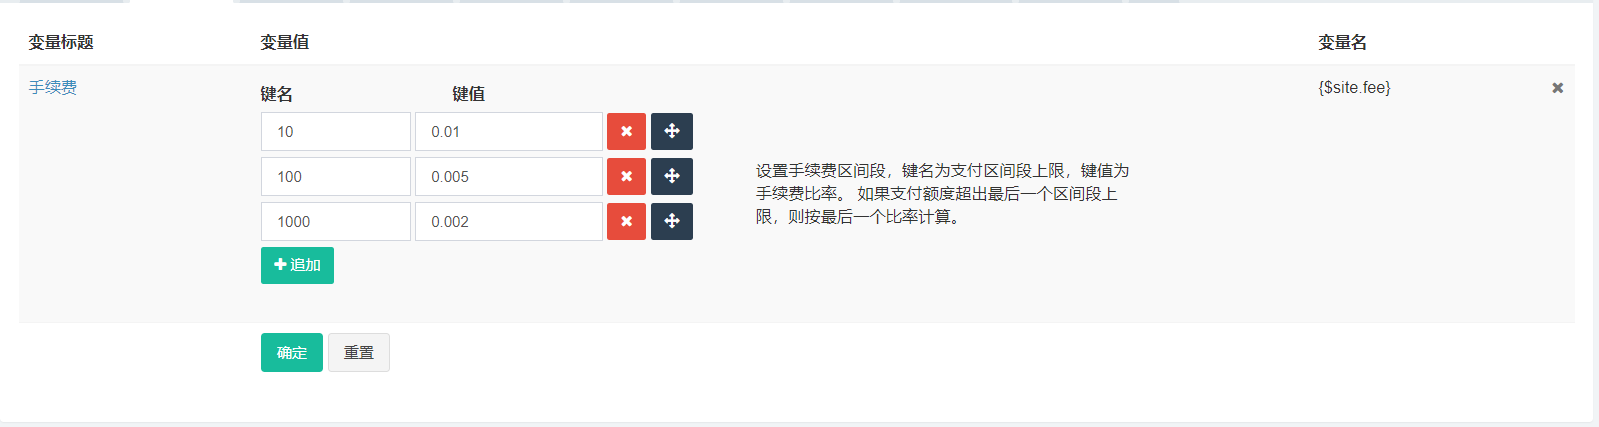 变量标题 变量值 变量名
手续费 {$site.fee}
键名 键值
10 0.01
100 0.005
1000 0.002
追加
设置手续费区间段，键名为支付区间段上限，键值为
手续费比率。 如果支付额度超出最后一个区间段上
限，则按最后一个比率计算。
确定 重置